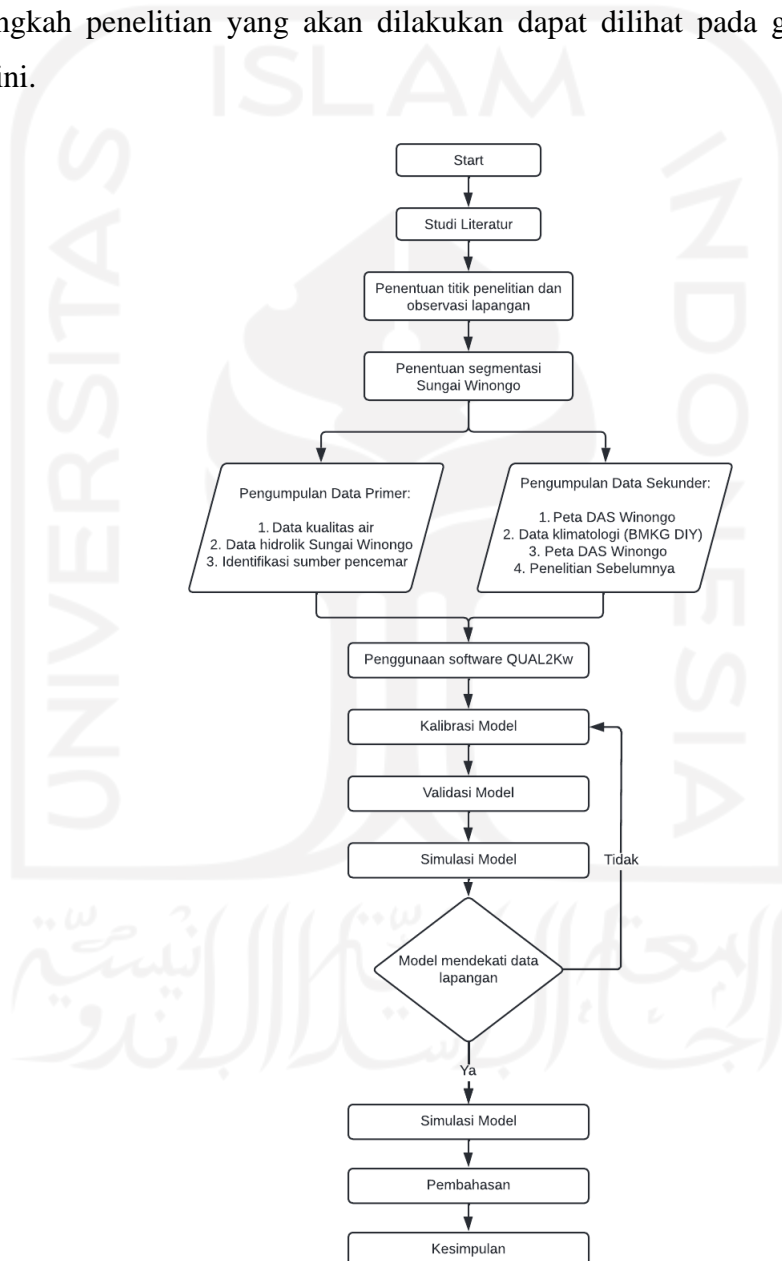 ngkah penelitian yang akan dilakukan dapat dilihat pada g
ini.
ISLAM
UNIVERSITAS
INDONESIA
Start
Studi Literatur
Penentuan titik penelitian dan
observasi lapangan
Penentuan segmentasi
Sungai Winongo
Pengumpulan Data Primer:
1. Data kualitas air
2. Data hidrolik Sungai Winongo
3. Identifikasi sumber pencemar
Pengumpulan Data Sekunder:
1. Peta DAS Winongo
2. Data klimatologi (BMKG DIY)
3. Peta DAS Winongo
4. Penelitian Sebelumnya
Penggunaan software QUAL2Kw
Kalibrasi Model
Validasi Model
Simulasi Model
Tidak
Model mendekati data
lapangan
Ya
Simulasi Model
Pembahasan
Kesimpulan